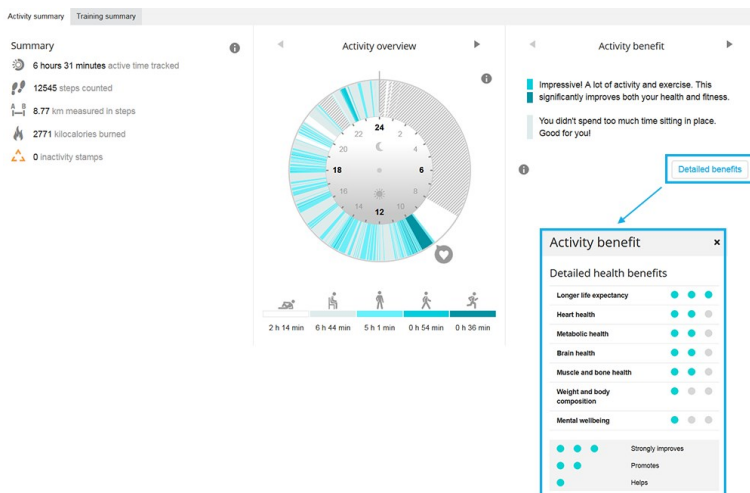 Activity summary
Training summary
Summary
6 hours 31 minutes active time tracked
12545 steps counted
A B
8.77 km measured in steps
2771 kilocalories burned
0 inactivity stamps
Activity overview
24
22
2
20
4
18
6
16
8
14
10
12
2 h 14 min
6 h 44 min
5 h 1 min
0 h 54 min
0 h 36 min
Activity benefit
Impressive! A lot of activity and exercise. This
significantly improves both your health and fitness.
You didn't spend too much time sitting in place.
Good for you!
Detailed benefits
Activity benefit
×
Detailed health benefits
Longer life expectancy
Heart health
Metabolic health
Brain health
Muscle and bone health
Weight and body
composition
Mental wellbeing
Strongly improves
Promotes
Helps